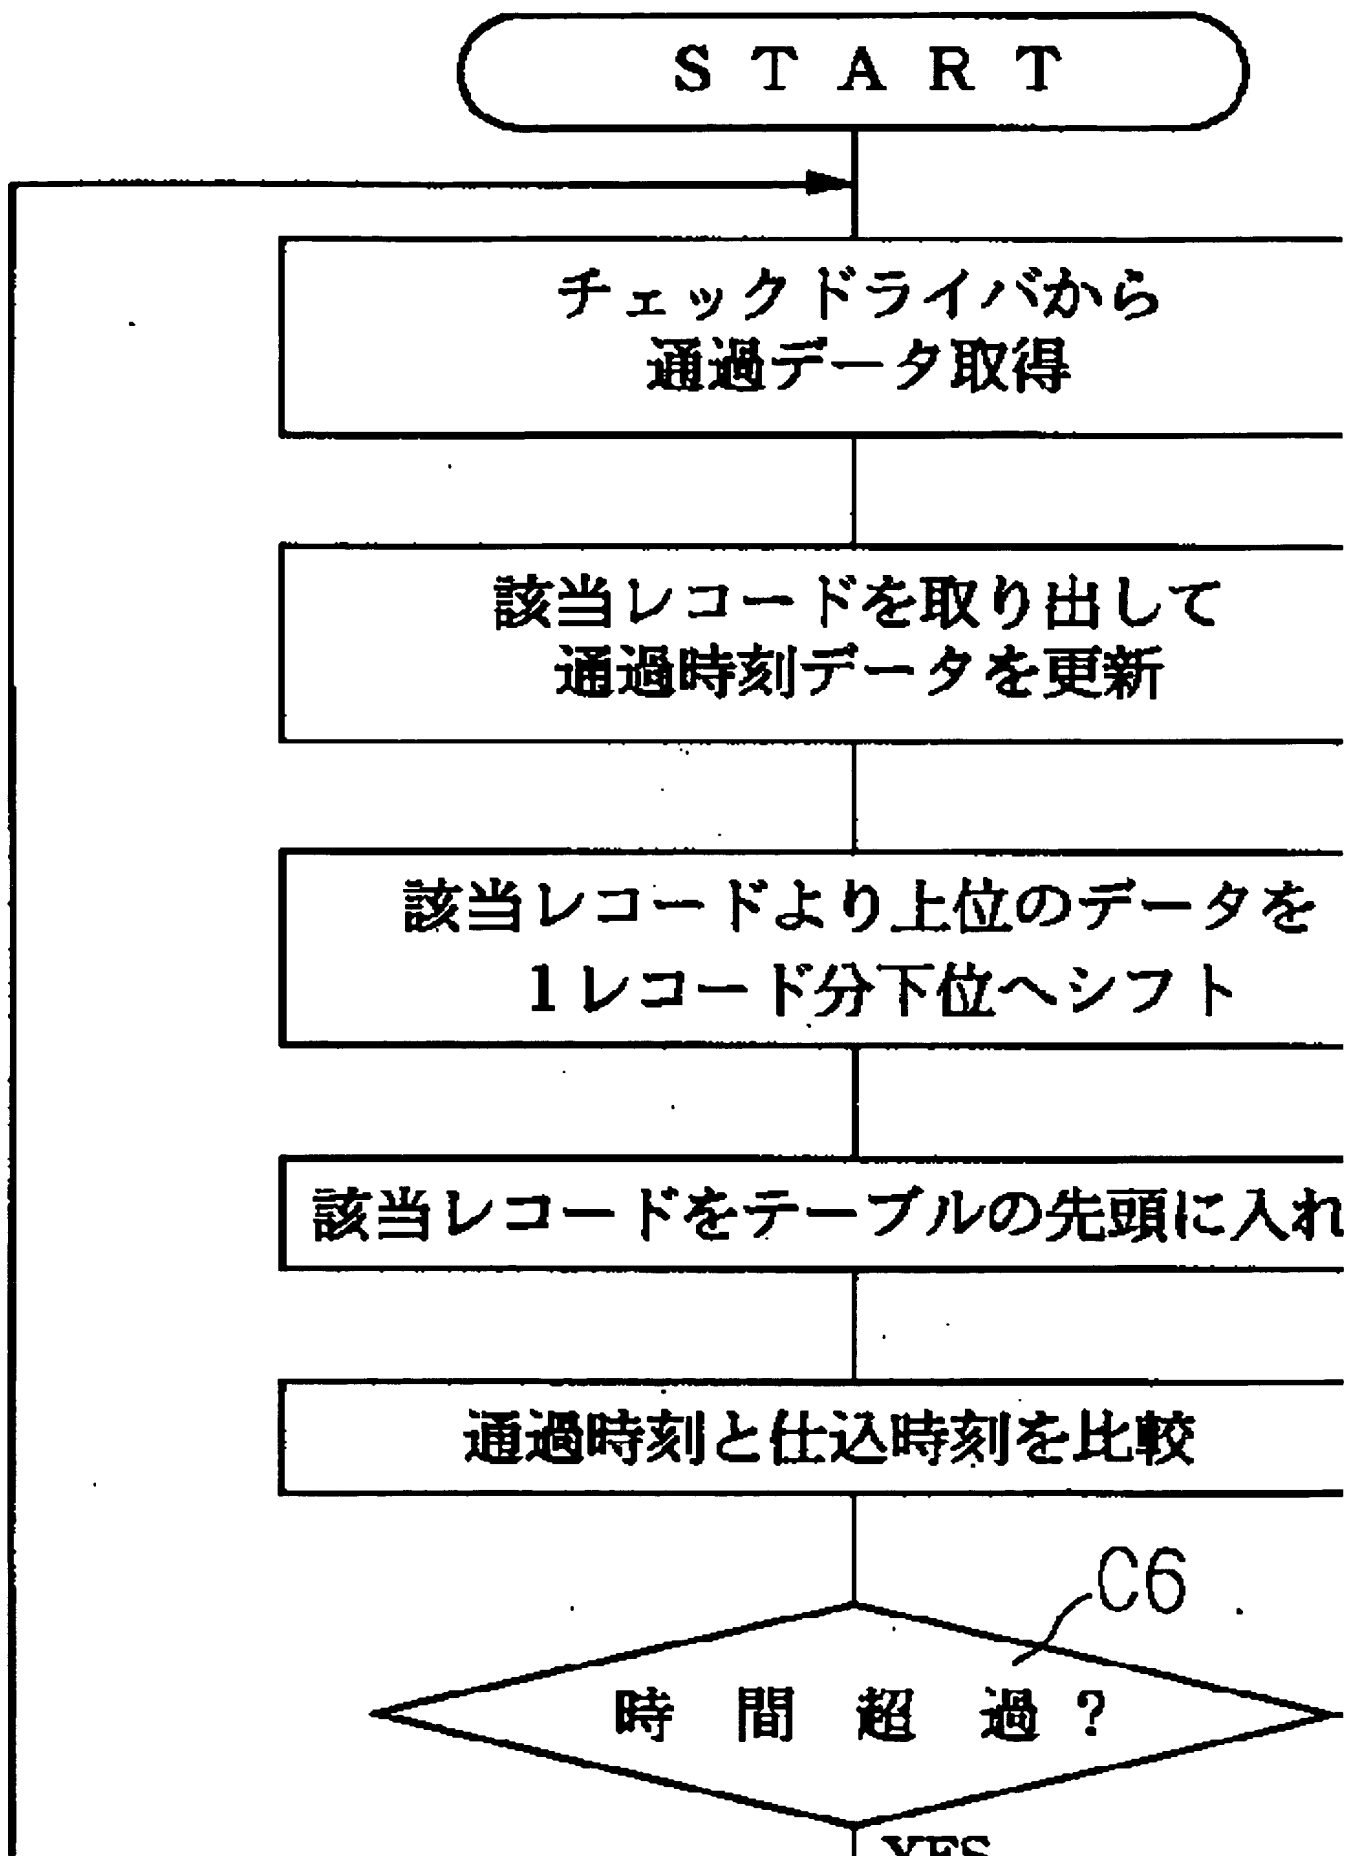 START
チェックドライバから
通過データ取得
該当レコードを取り出して
通過時刻データを更新
該当レコードより上位のデータを
1レコード分下位へシフト
該当レコードをテーブルの先頭に入れ
通過時刻と仕込時刻を比較
C6
時間超過?
YES